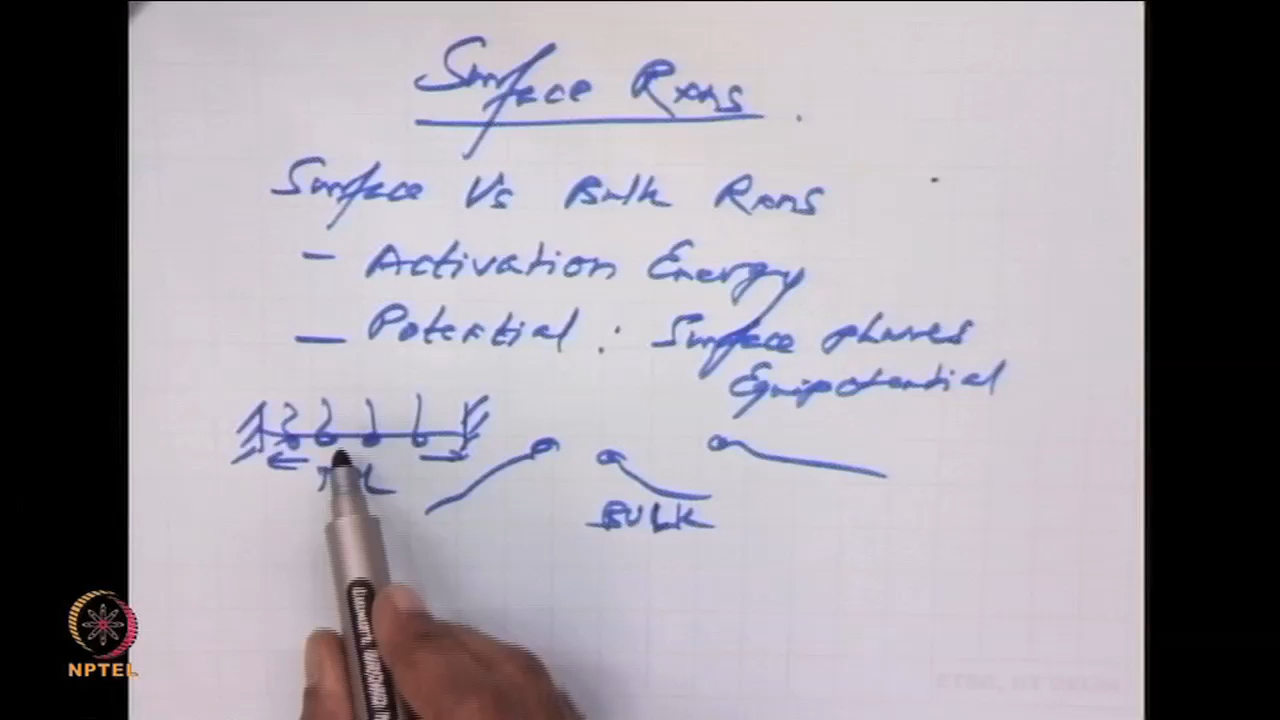 Surface Rxns.
Surface Vs Bulk Rxns
- Activation Energy
- Potential : Surface phases
Equipotential
BULK
NPTEL